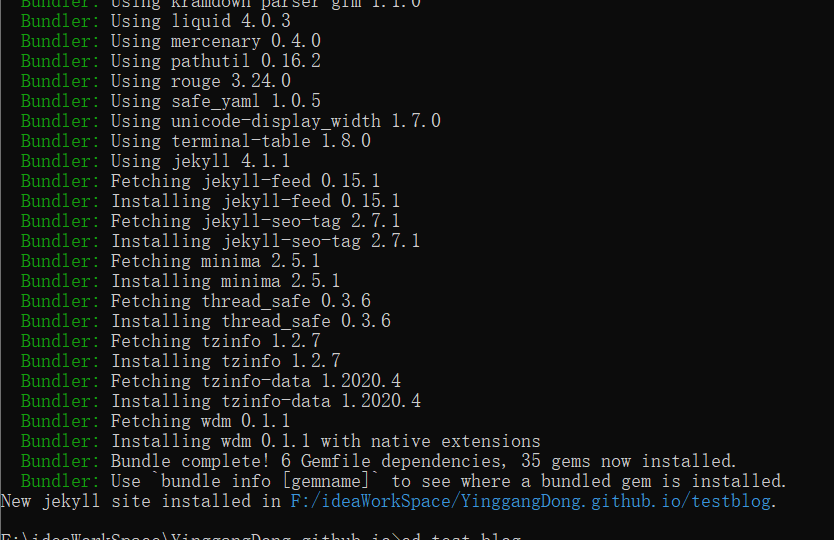 Bundler: Using kramdown parser gfm 1.1.0
Bundler: Using liquid 4.0.3
Bundler: Using mercenary 0.4.0
Bundler: Using pathutil 0.16.2
Bundler: Using rouge 3.24.0
Bundler: Using safe_yaml 1.0.5
Bundler: Using unicode-display_width 1.7.0
Bundler: Using terminal-table 1.8.0
Bundler: Using jekyll 4.1.1
Bundler: Fetching jekyll-feed 0.15.1
Bundler: Installing jekyll-feed 0.15.1
Bundler: Fetching jekyll-seo-tag 2.7.1
Bundler: Installing jekyll-seo-tag 2.7.1
Bundler: Fetching minima 2.5.1
Bundler: Installing minima 2.5.1
Bundler: Fetching thread_safe 0.3.6
Bundler: Installing thread_safe 0.3.6
Bundler: Fetching tzinfo 1.2.7
Bundler: Installing tzinfo 1.2.7
Bundler: Fetching tzinfo-data 1.2020.4
Bundler: Installing tzinfo-data 1.2020.4
Bundler: Fetching wdm 0.1.1
Bundler: Installing wdm 0.1.1 with native extensions
Bundler: Bundle complete! 6 Gemfile dependencies, 35 gems now installed.
Bundler: Use `bundle info [gemname]` to see where a bundled gem is installed.
New jekyll site installed in F:/ideaWorkSpace/YinggangDong.github.io/testblog.